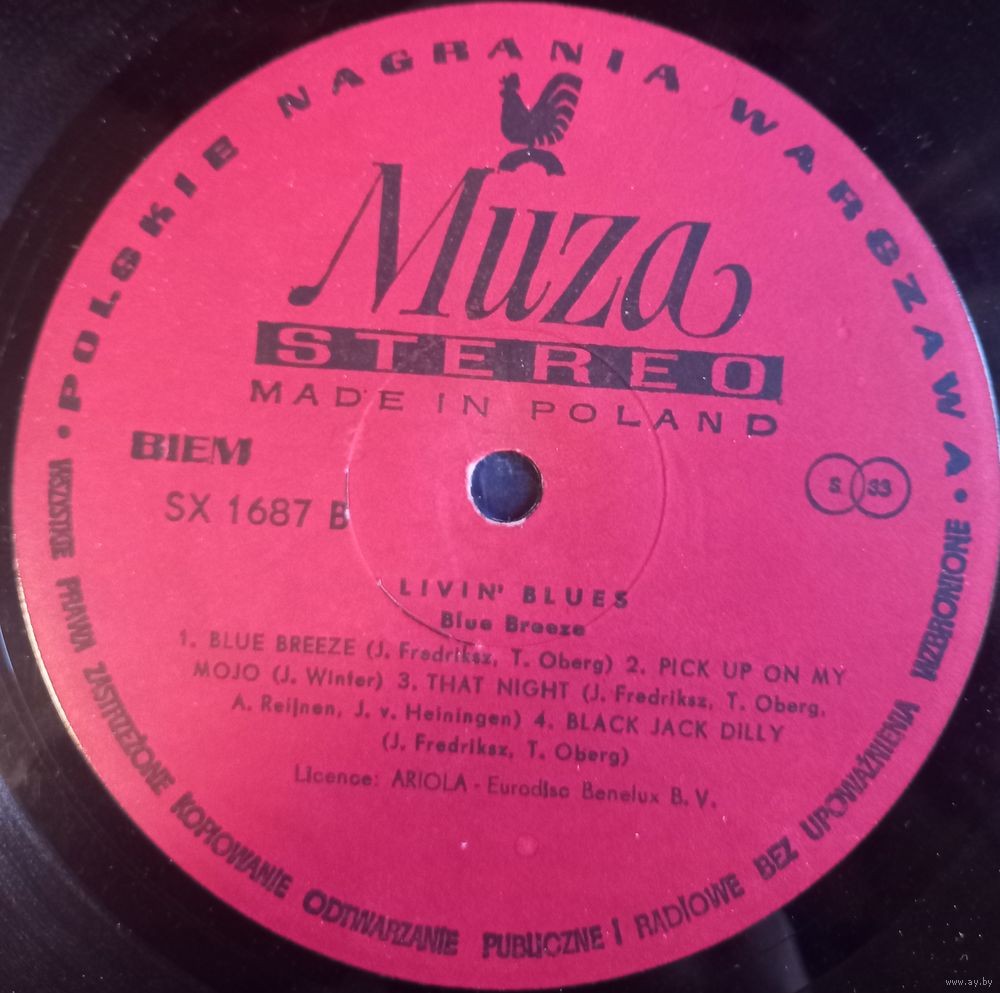 • POLSKIE NAGRANIA WARSZAWA •
Muza
STEREO
MADE IN POLAND
BIEM
SX 1687 B
S 33
LIVIN' BLUES
Blue Breeze
1. BLUE BREEZE (J. Fredriksz, T. Oberg) 2. PICK UP ON MY
MOJO (J. Winter) 3. THAT NIGHT (J. Fredriksz, T. Oberg,
A. Reijnen, J. v. Heiningen) 4. BLACK JACK DILLY
(J. Fredriksz, T. Oberg)
Licence: ARIOLA - Eurodisc Benelux B. V.
WSZYSTKIE PRAWA ZASTRZEŻONE KOPIOWANIE ODTWARZANIE PUBLICZNE I RADIOWE BEZ UPOWAŻNIENIA WZBRONIONE
www.ay.by